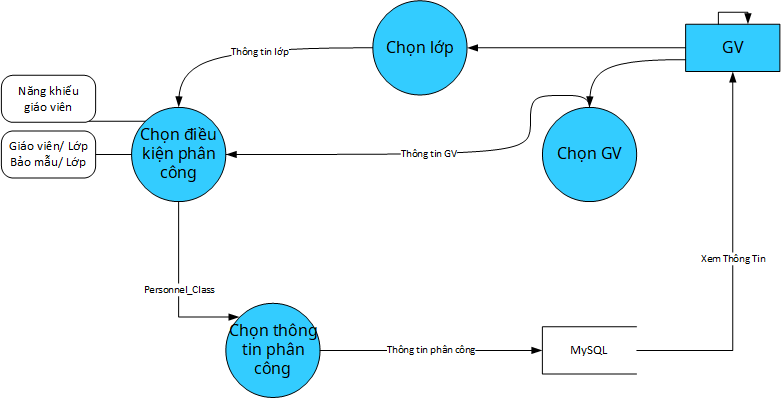 GV
Chọn lớp
Thông tin lớp
Năng khiếu
giáo viên
Chọn điều
kiện phân
công
Giáo viên/ Lớp
Bảo mẫu/ Lớp
Thông tin GV
Chọn GV
Xem Thông Tin
Personnel_Class
Chọn thông
tin phân
công
Thông tin phân công
MySQL